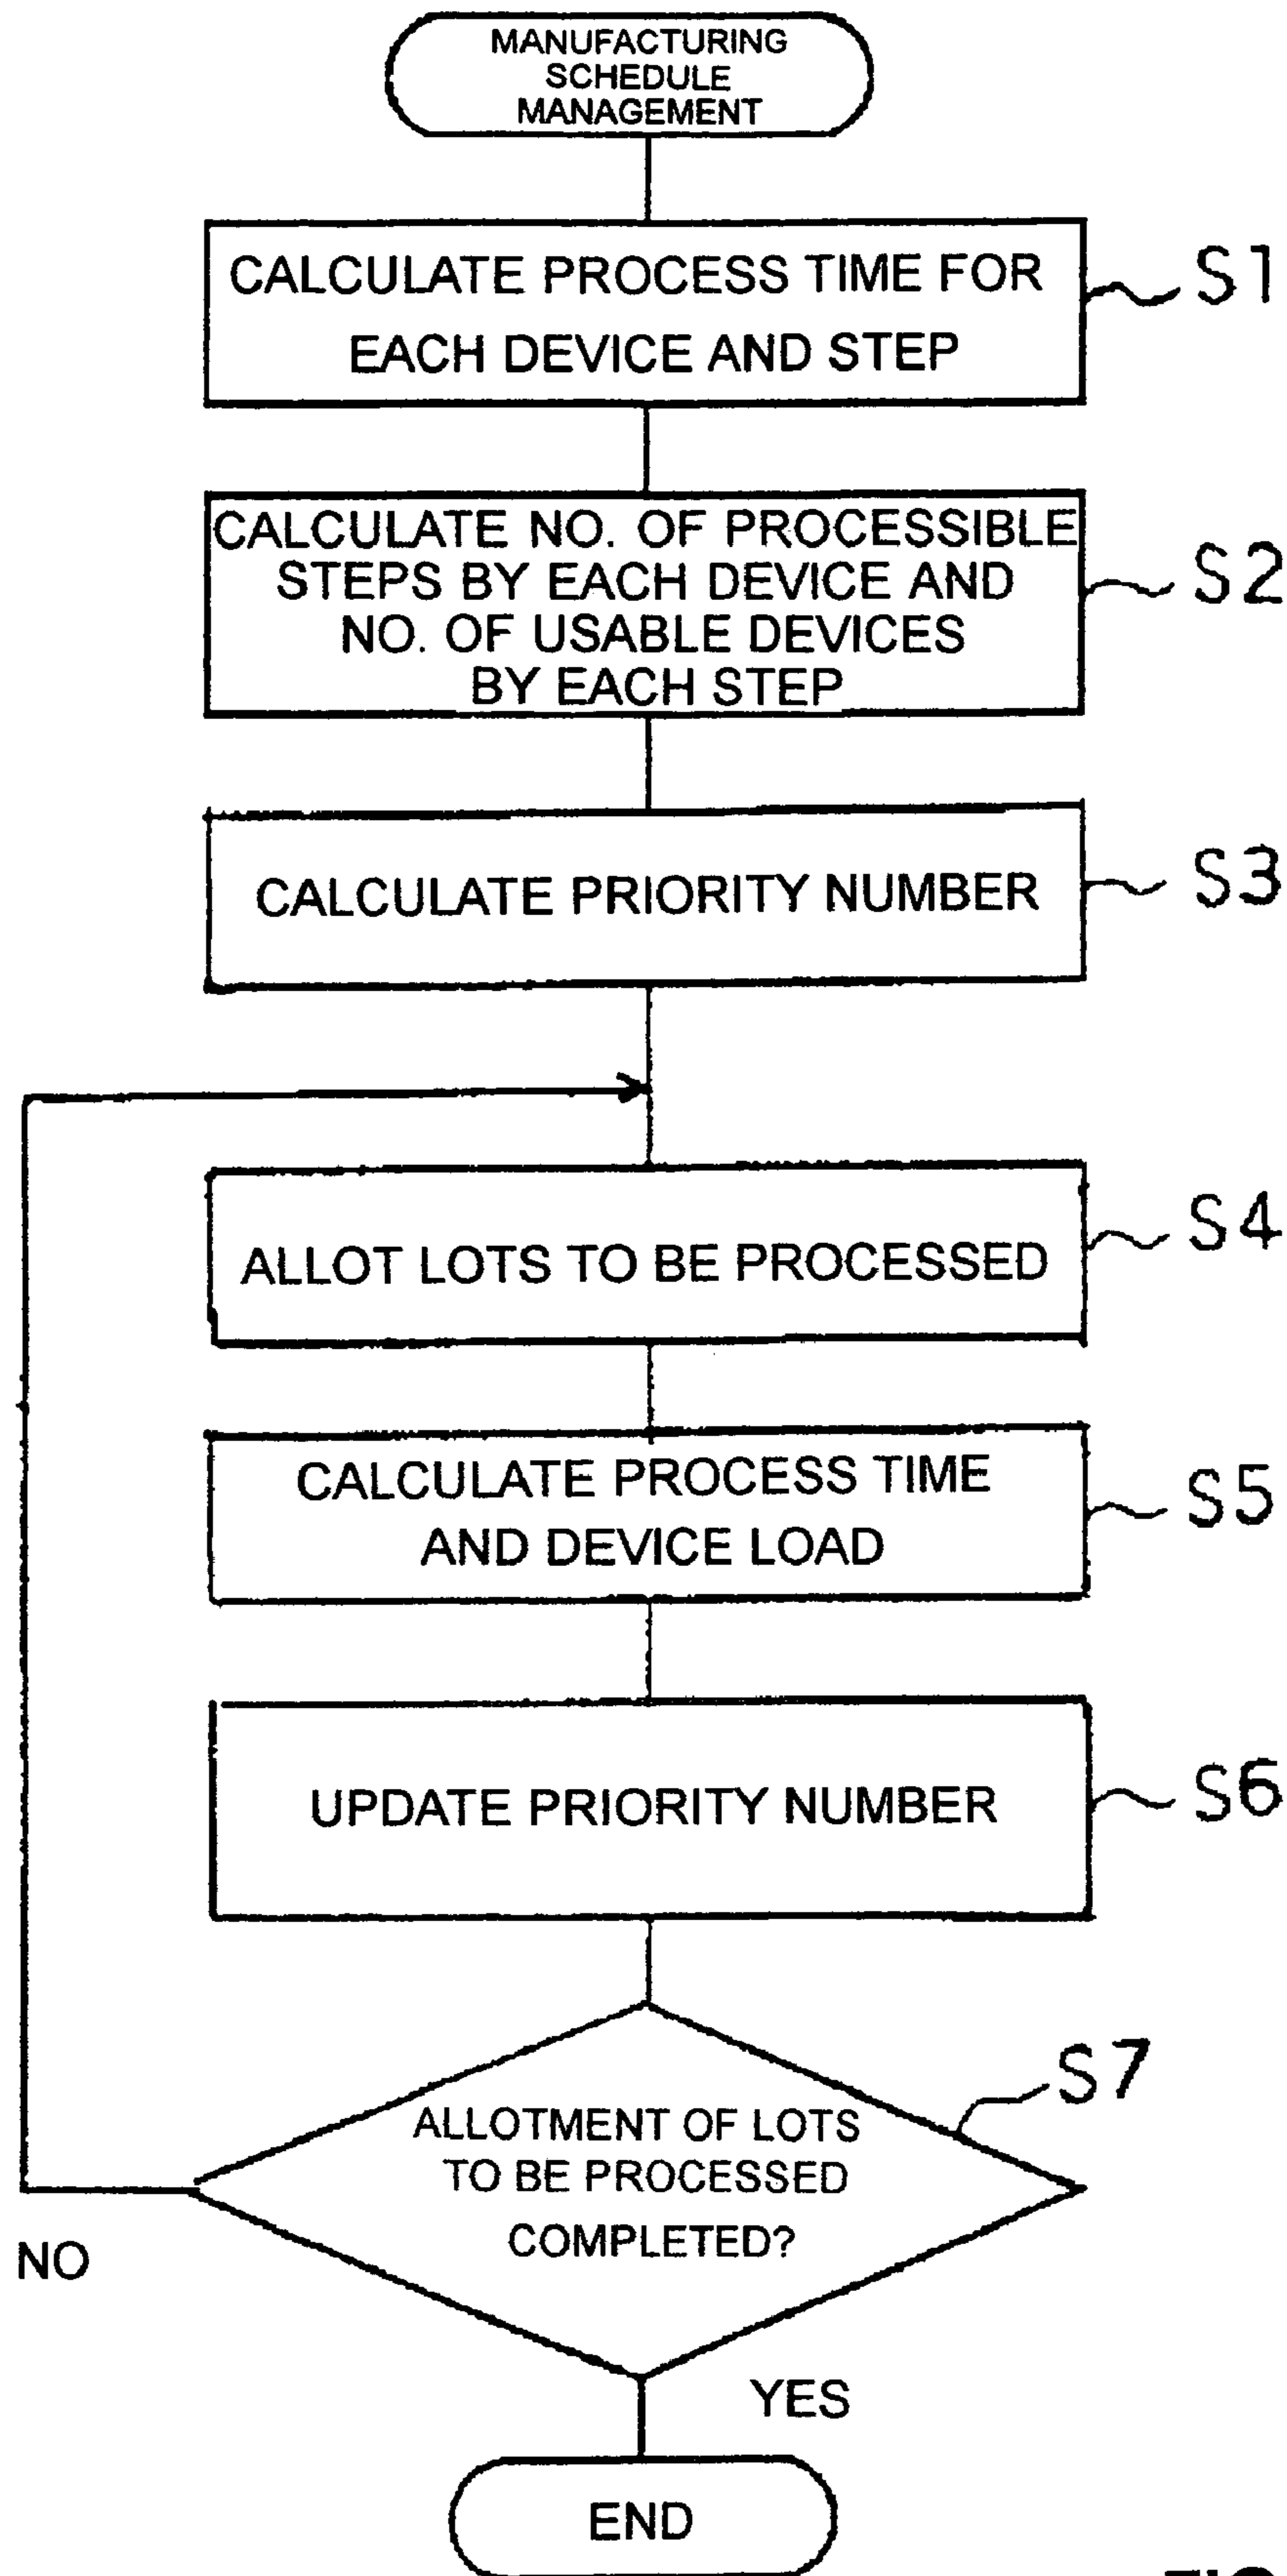 MANUFACTURING
SCHEDULE
MANAGEMENT
CALCULATE PROCESS TIME FOR
EACH DEVICE AND STEP
S1
CALCULATE NO. OF PROCESSIBLE
STEPS BY EACH DEVICE AND
NO. OF USABLE DEVICES
BY EACH STEP
S2
CALCULATE PRIORITY NUMBER
S3
ALLOT LOTS TO BE PROCESSED
S4
CALCULATE PROCESS TIME
AND DEVICE LOAD
S5
UPDATE PRIORITY NUMBER
S6
ALLOTMENT OF LOTS
TO BE PROCESSED
COMPLETED?
S7
NO
YES
END